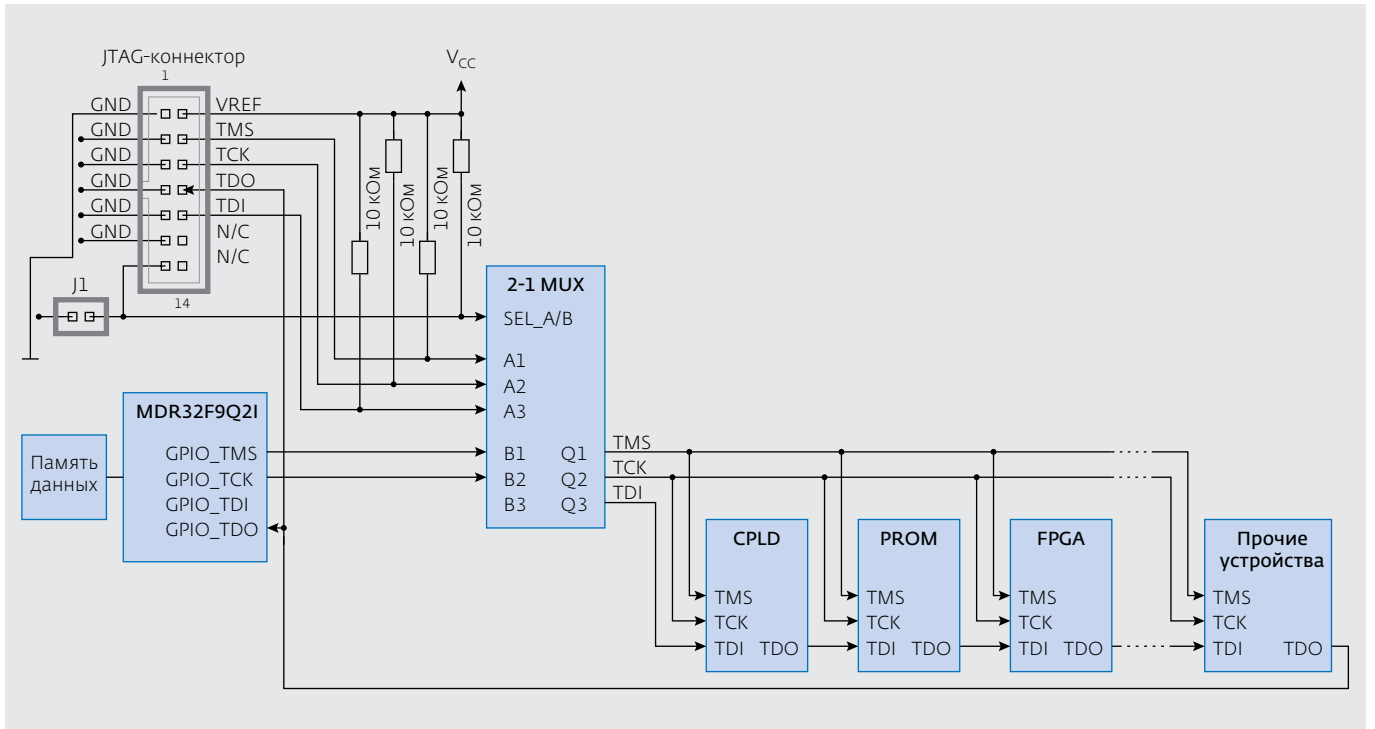 JTAG-коннектор
1
V_CC
GND VREF
GND TMS
GND TCK
GND TDO
GND TDI
GND N/C
N/C
14
J1
10 кОм
10 кОм
10 кОм
10 кОм
2-1 MUX
SEL_A/B
A1
A2
A3
B1 Q1
B2 Q2
B3 Q3
MDR32F9Q2I
GPIO_TMS
GPIO_TCK
GPIO_TDI
GPIO_TDO
Память
данных
TMS
TCK
TDI
CPLD
TMS
TCK
TDI TDO
PROM
TMS
TCK
TDI TDO
FPGA
TMS
TCK
TDI TDO
Прочие
устройства
TMS
TCK
TDI TDO